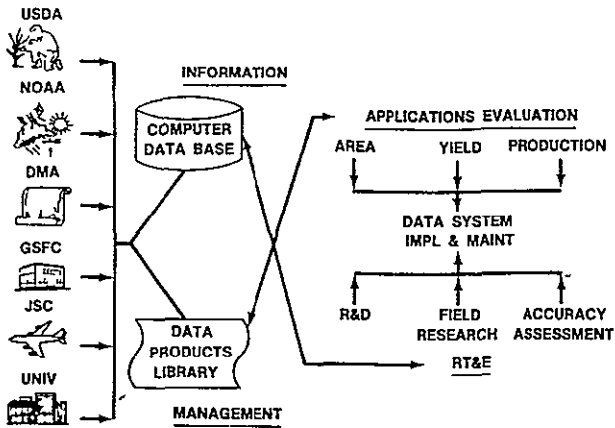 USDA
NOAA
DMA
GSFC
JSC
UNIV
INFORMATION
COMPUTER
DATA BASE
DATA
PRODUCTS
LIBRARY
MANAGEMENT
APPLICATIONS EVALUATION
AREA YIELD PRODUCTION
DATA SYSTEM
IMPL & MAINT
R&D FIELD RESEARCH ACCURACY ASSESSMENT
RT&E